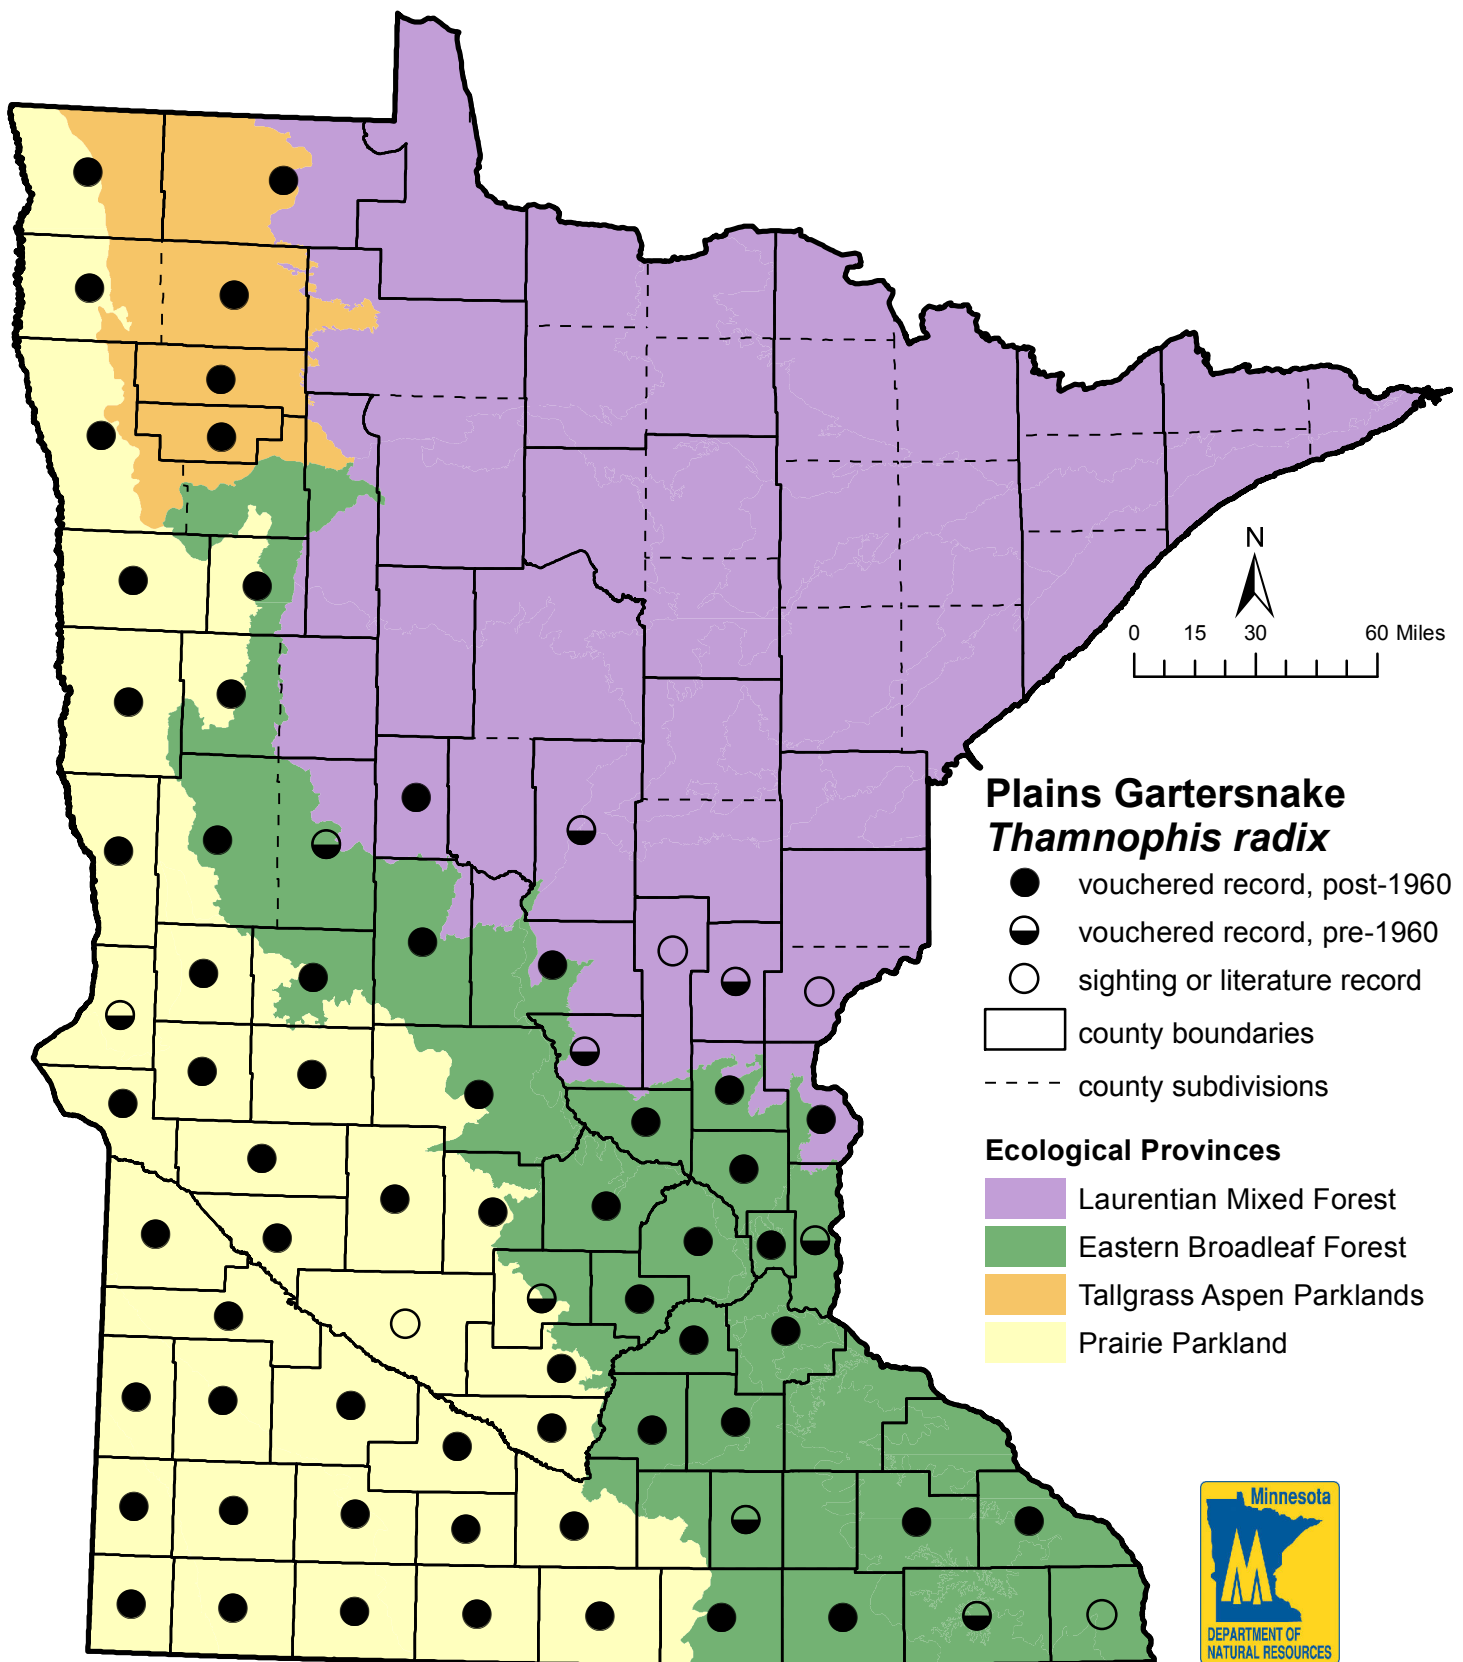 N
0 15 30 60 Miles
Plains Gartersnake
Thamnophis radix
vouchered record, post-1960
vouchered record, pre-1960
sighting or literature record
county boundaries
county subdivisions
Ecological Provinces
Laurentian Mixed Forest
Eastern Broadleaf Forest
Tallgrass Aspen Parklands
Prairie Parkland
Minnesota
DEPARTMENT OF
NATURAL RESOURCES